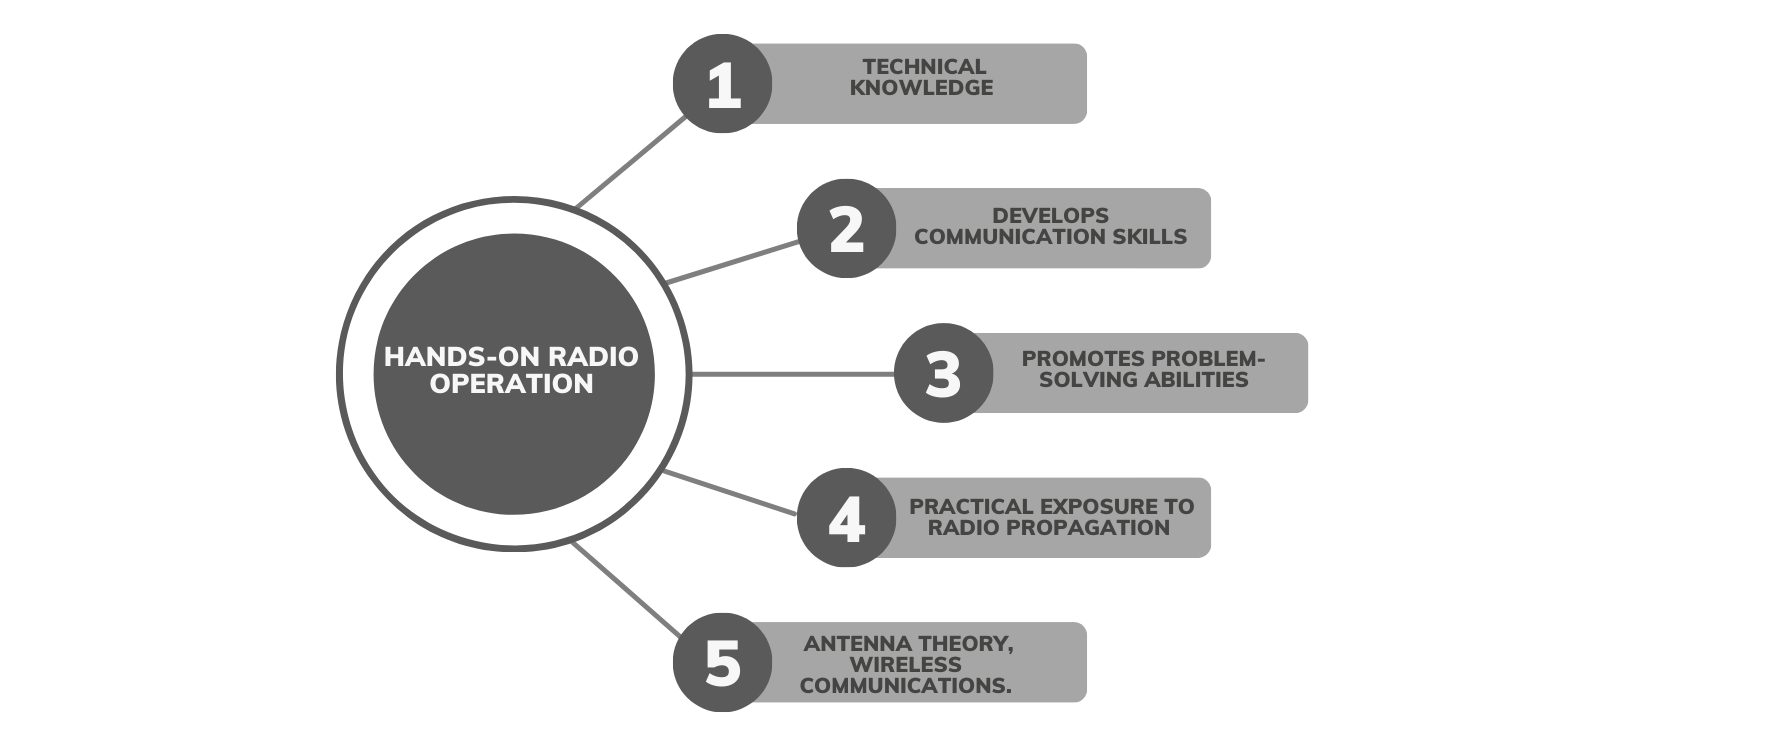 1
TECHNICAL
KNOWLEDGE
2
DEVELOPS
COMMUNICATION SKILLS
HANDS-ON RADIO
OPERATION
3
PROMOTES PROBLEM-
SOLVING ABILITIES
4
PRACTICAL EXPOSURE TO
RADIO PROPAGATION
5
ANTENNA THEORY,
WIRELESS
COMMUNICATIONS.